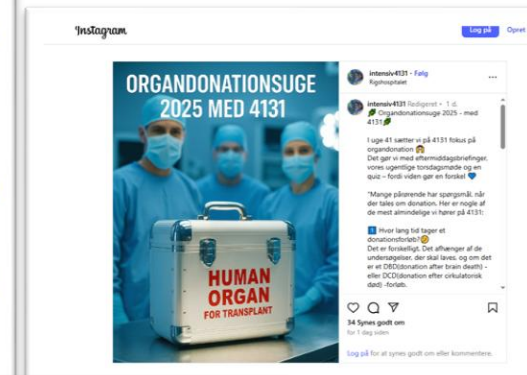 Instagram
Log på
Opret
ORGANDONATIONSUGE
2025 MED 4131
HUMAN
ORGAN
FOR TRANSPLANT
intensiv4131 • Følg
Rigshospitalet
intensiv4131 Redigeret • 1 d.
Organdonationsuge 2025 - med
4131
I uge 41 sætter vi på 4131 fokus på
organdonation
Det gør vi med eftermiddagsbriefinger,
vores ugentlige torsdagsmøde og en
quiz – fordi viden gør en forskel
"Mange pårørende har spørgsmål, når
der tales om donation. Her er nogle af
de mest almindelige vi hører på 4131:
1 Hvor lang tid tager et
donationsforløb?
Det er forskelligt. Det afhænger af de
undersøgelser, der skal laves, og om det
er et DBD(donation after brain death) -
eller DCD(donation efter cirkulatorisk
død) -forløb.
34 Synes godt om
for 1 dag siden
Log på for at synes godt om eller kommentere.